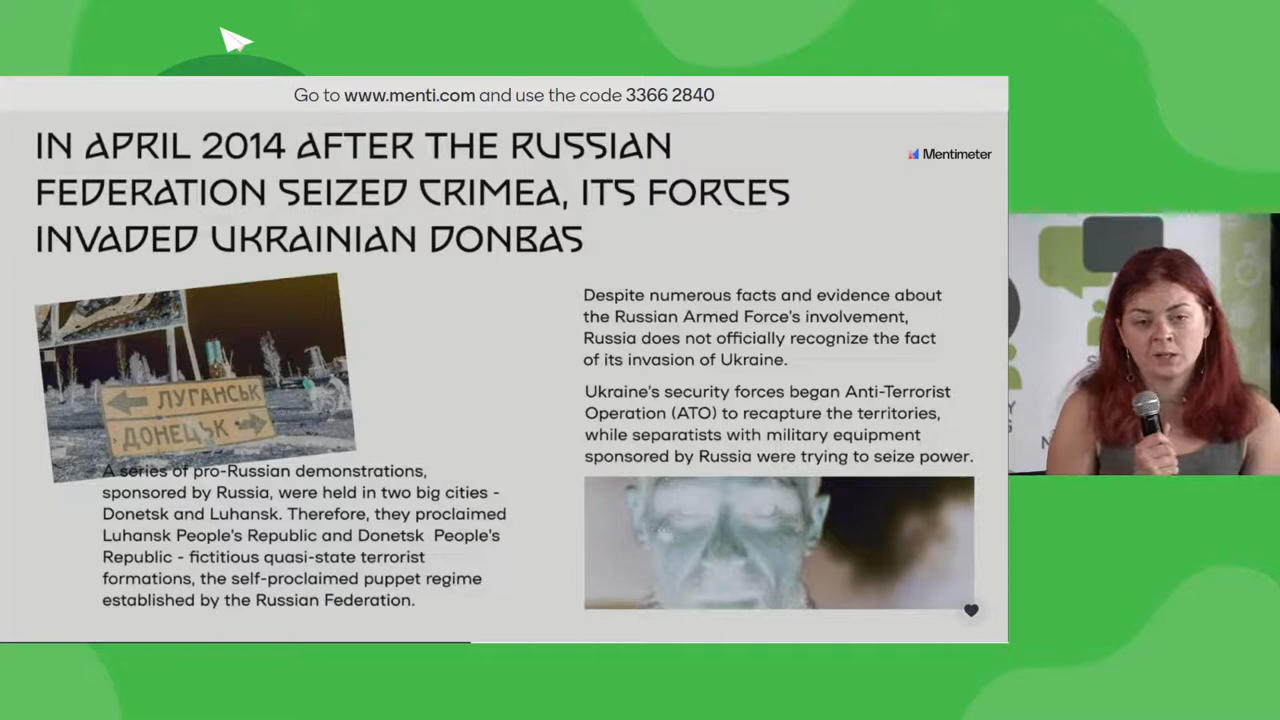 Go to www.menti.com and use the code 3366 2840
IN APRIL 2014 AFTER THE RUSSIAN
FEDERATION SEIZED CRIMEA, ITS FORCES
INVADED UKRAINIAN DONBAS
Mentimeter
ЛУГАНСЬК
ДОНЕЦЬК
A series of pro-Russian demonstrations,
sponsored by Russia, were held in two big cities -
Donetsk and Luhansk. Therefore, they proclaimed
Luhansk People's Republic and Donetsk People's
Republic - fictitious quasi-state terrorist
formations, the self-proclaimed puppet regime
established by the Russian Federation.
Despite numerous facts and evidence about
the Russian Armed Force's involvement,
Russia does not officially recognize the fact
of its invasion of Ukraine.
Ukraine's security forces began Anti-Terrorist
Operation (ATO) to recapture the territories,
while separatists with military equipment
sponsored by Russia were trying to seize power.